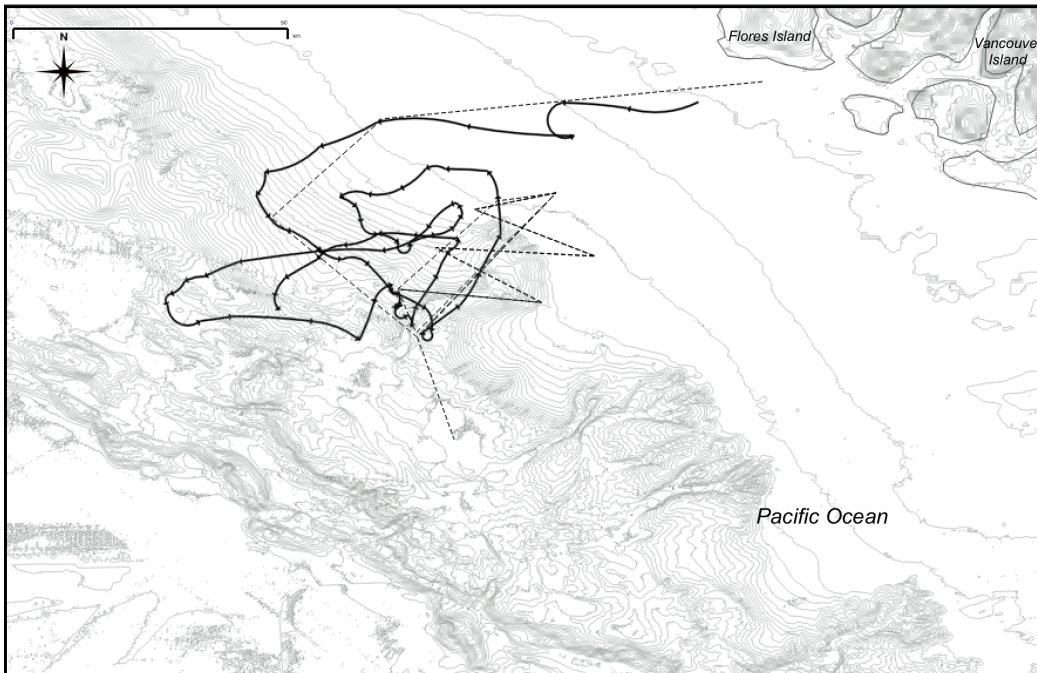 0 50
km
N
Flores Island
Vancouve
Island
Pacific Ocean